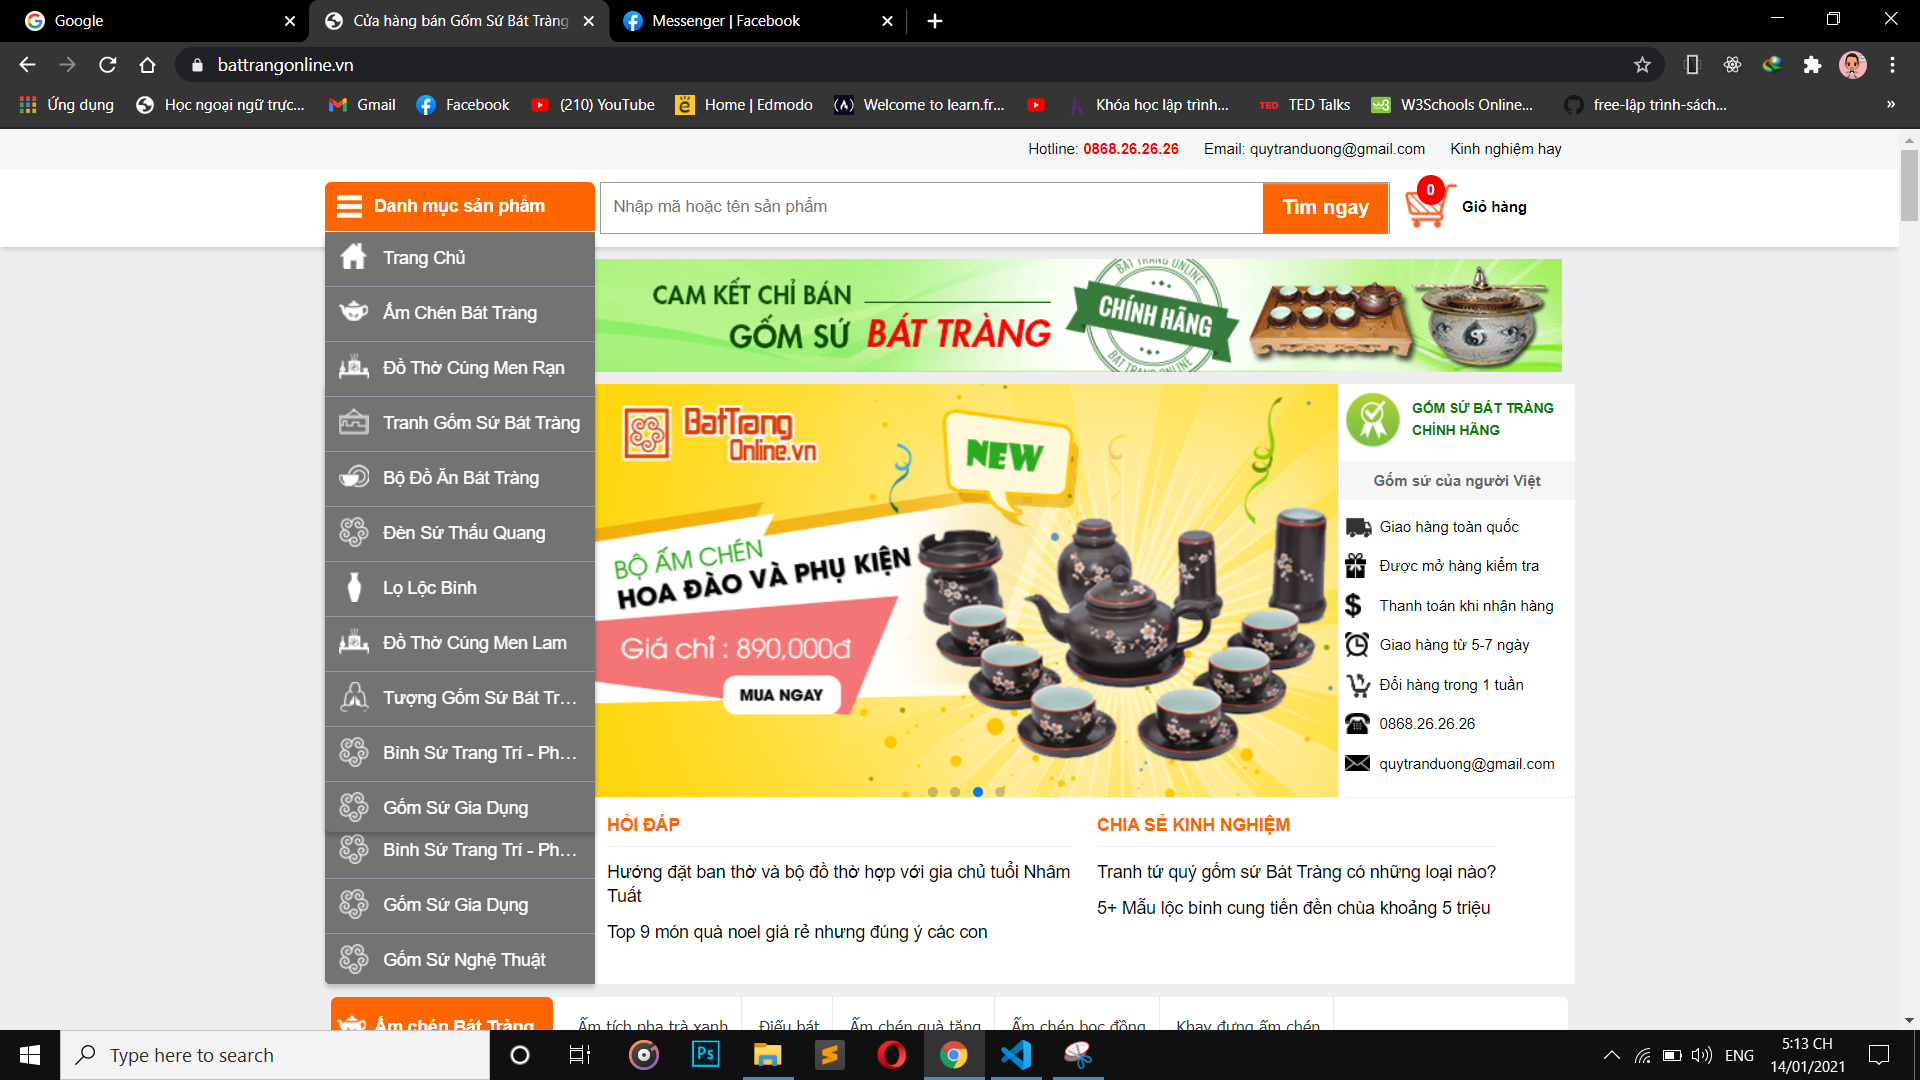 Google
Cửa hàng bán Gốm Sứ Bát Tràng
Messenger | Facebook
battrangonline.vn
Ứng dụng
Học ngoại ngữ trực...
Gmail
Facebook
(210) YouTube
Home | Edmodo
Welcome to learn.fr...
Khóa học lập trình...
TED
TED Talks
W3Schools Online...
free-lập trình-sách...
»
Hotline: 0868.26.26.26
Email: quytranduong@gmail.com
Kinh nghiệm hay
Danh mục sản phẩm
Nhập mã hoặc tên sản phẩm
Tìm ngay
0
Giỏ hàng
Trang Chủ
Ấm Chén Bát Tràng
Đồ Thờ Cúng Men Rạn
Tranh Gốm Sứ Bát Tràng
Bộ Đồ Ăn Bát Tràng
Đèn Sứ Thấu Quang
Lọ Lộc Bình
Đồ Thờ Cúng Men Lam
Tượng Gốm Sứ Bát Tr...
Bình Sứ Trang Trí - Ph...
Gốm Sứ Gia Dụng
Bình Sứ Trang Trí - Ph...
Gốm Sứ Gia Dụng
Gốm Sứ Nghệ Thuật
CAM KẾT CHỈ BÁN
GỐM SỨ BÁT TRÀNG
BÁT TRÀNG ONLINE
CHÍNH HÃNG
BÁT TRÀNG ONLINE
BatTrang
Online.vn
NEW
BỘ ẤM CHÉN
HOA ĐÀO VÀ PHỤ KIỆN
Giá chỉ : 890,000đ
MUA NGAY
GỐM SỨ BÁT TRÀNG
CHÍNH HÃNG
Gốm sứ của người Việt
Giao hàng toàn quốc
Được mở hàng kiểm tra
Thanh toán khi nhận hàng
Giao hàng từ 5-7 ngày
Đổi hàng trong 1 tuần
0868.26.26.26
quytranduong@gmail.com
HỎI ĐÁP
Hướng đặt ban thờ và bộ đồ thờ hợp với gia chủ tuổi Nhâm
Tuất
Top 9 món quà noel giá rẻ nhưng đúng ý các con
CHIA SẺ KINH NGHIỆM
Tranh tứ quý gốm sứ Bát Tràng có những loại nào?
5+ Mẫu lộc bình cung tiến đền chùa khoảng 5 triệu
Ấm chén Bát Tràng
Ấm tích pha trà xanh
Điếu bát
Ấm chén quà tặng
Ấm chén bọc đồng
Khay đựng ấm chén
Type here to search
Ps
ENG
5:13 CH
14/01/2021